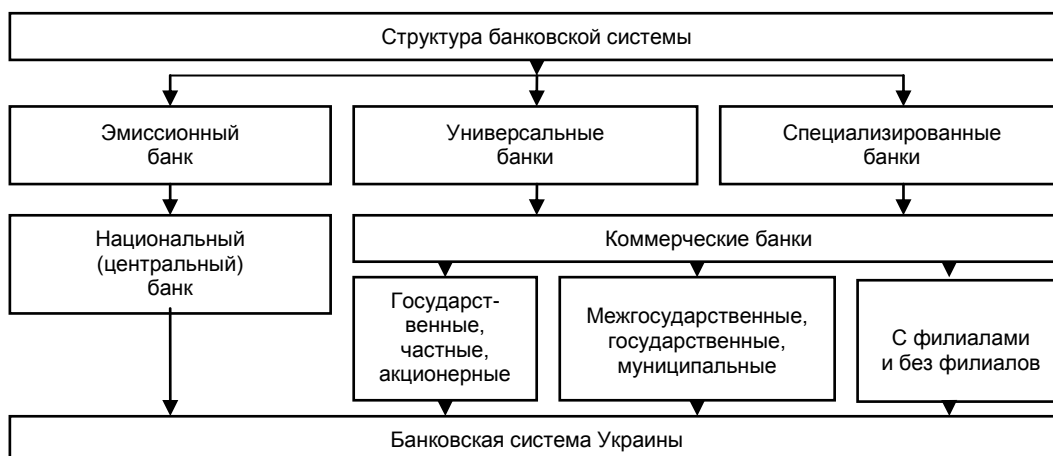 Структура банковской системы
Эмиссионный
банк
Универсальные
банки
Специализированные
банки
Национальный
(центральный)
банк
Коммерческие банки
Государст-
венные,
частные,
акционерные
Межгосударственные,
государственные,
муниципальные
С филиалами
и без филиалов
Банковская система Украины